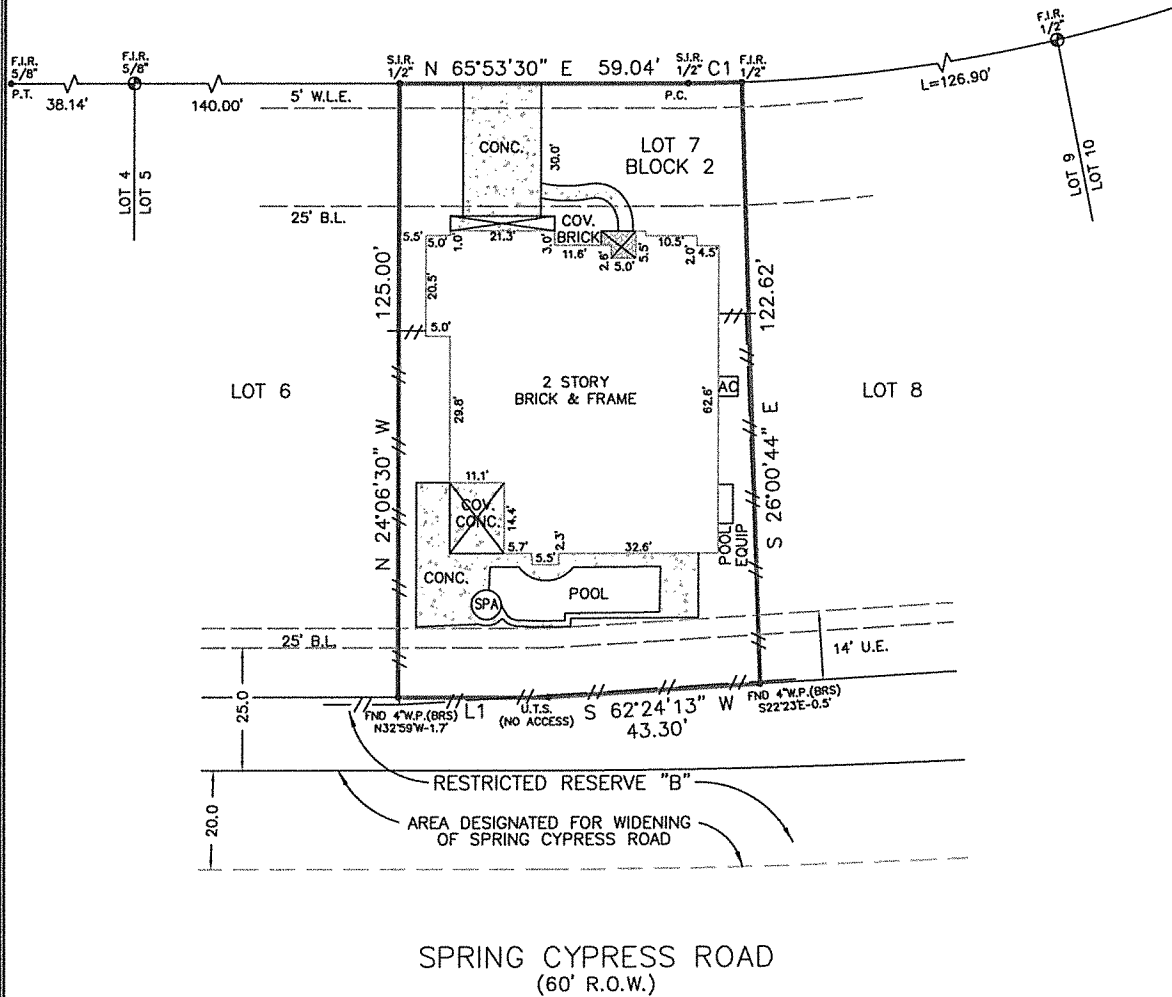 F.I.R.
5/8"
P.T.
38.14'
F.I.R.
5/8"
140.00'
S.I.R.
1/2"
N 65°53'30" E 59.04'
S.I.R.
1/2"
P.C.
C1
F.I.R.
1/2"
L=126.90'
F.I.R.
1/2"
LOT 4
LOT 5
LOT 9
LOT 10
5' W.L.E.
CONC.
30.0'
LOT 7
BLOCK 2
25' B.L.
COV.
BRICK
5.5'
5.0'
1.0'
21.3'
3.0'
11.6'
2.6'
5.0'
5.5'
10.5'
2.0'
4.5'
20.5'
5.0'
125.00'
N 24°06'30" W
122.62'
S 26°00'44" E
LOT 6
2 STORY
BRICK & FRAME
29.8'
62.6'
AC
LOT 8
11.1'
COV.
CONC.
14.4'
5.7'
5.5'
2.3'
32.6'
POOL
EQUIP
CONC.
SPA
POOL
25' B.L.
14' U.E.
25.0
FND 4"W.P.(BRS)
N32°59'W-1.7'
L1
U.T.S.
(NO ACCESS)
S 62°24'13" W
43.30'
FND 4"W.P.(BRS)
S22°23'E-0.5'
RESTRICTED RESERVE "B"
20.0
AREA DESIGNATED FOR WIDENING
OF SPRING CYPRESS ROAD
SPRING CYPRESS ROAD
(60' R.O.W.)